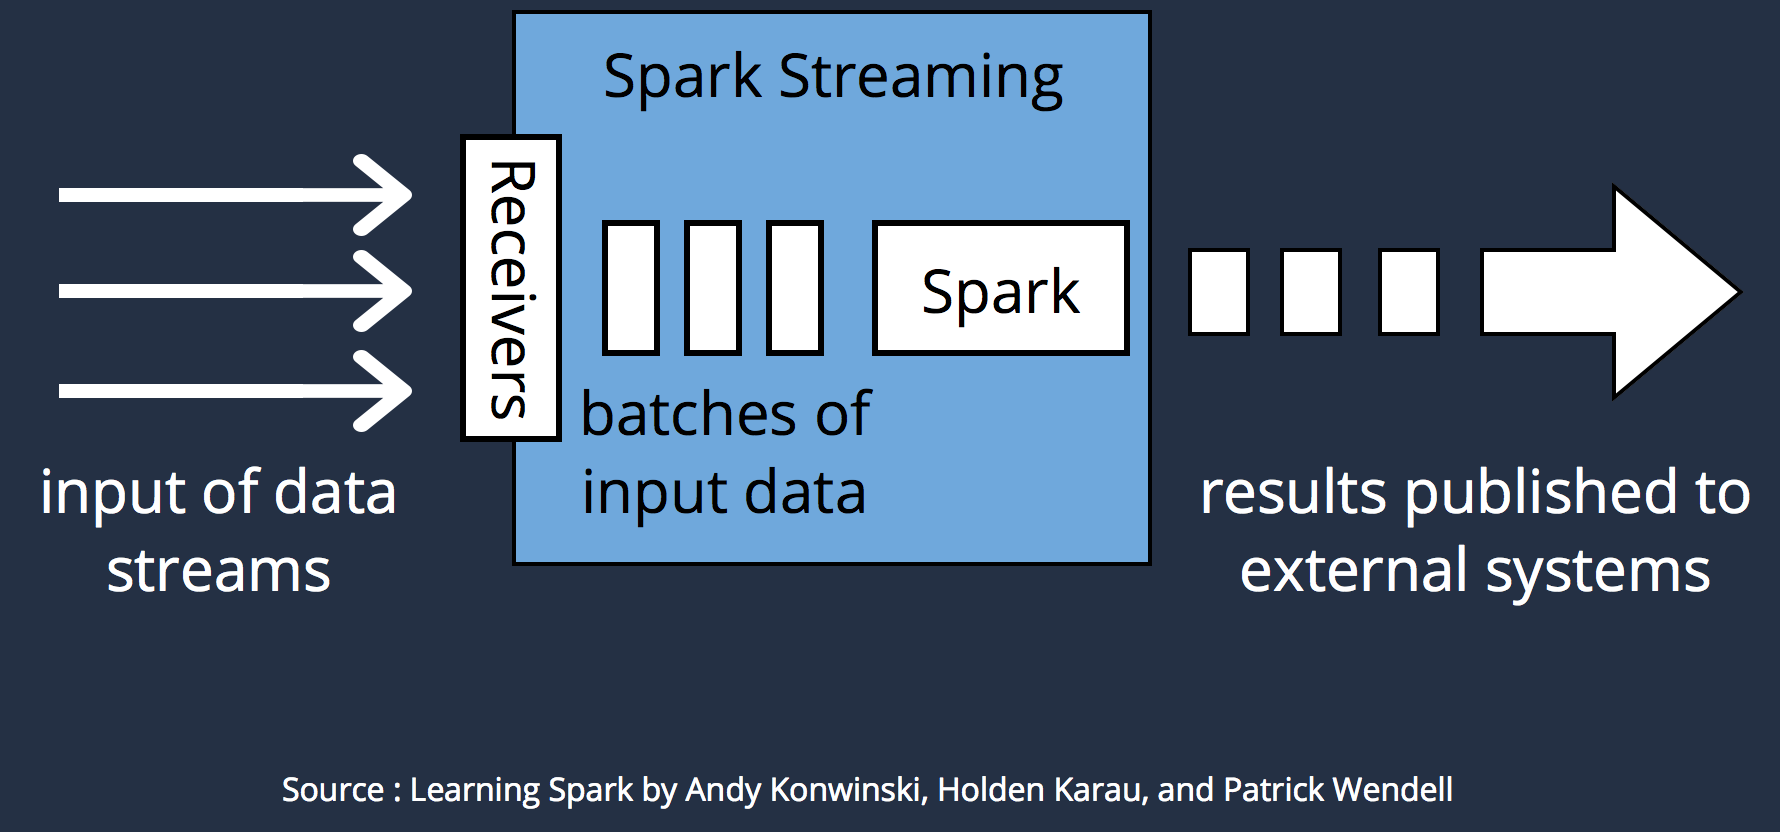 Spark Streaming
Receivers
Spark
batches of
input data
input of data
streams
results published to
external systems
Source : Learning Spark by Andy Konwinski, Holden Karau, and Patrick Wendell